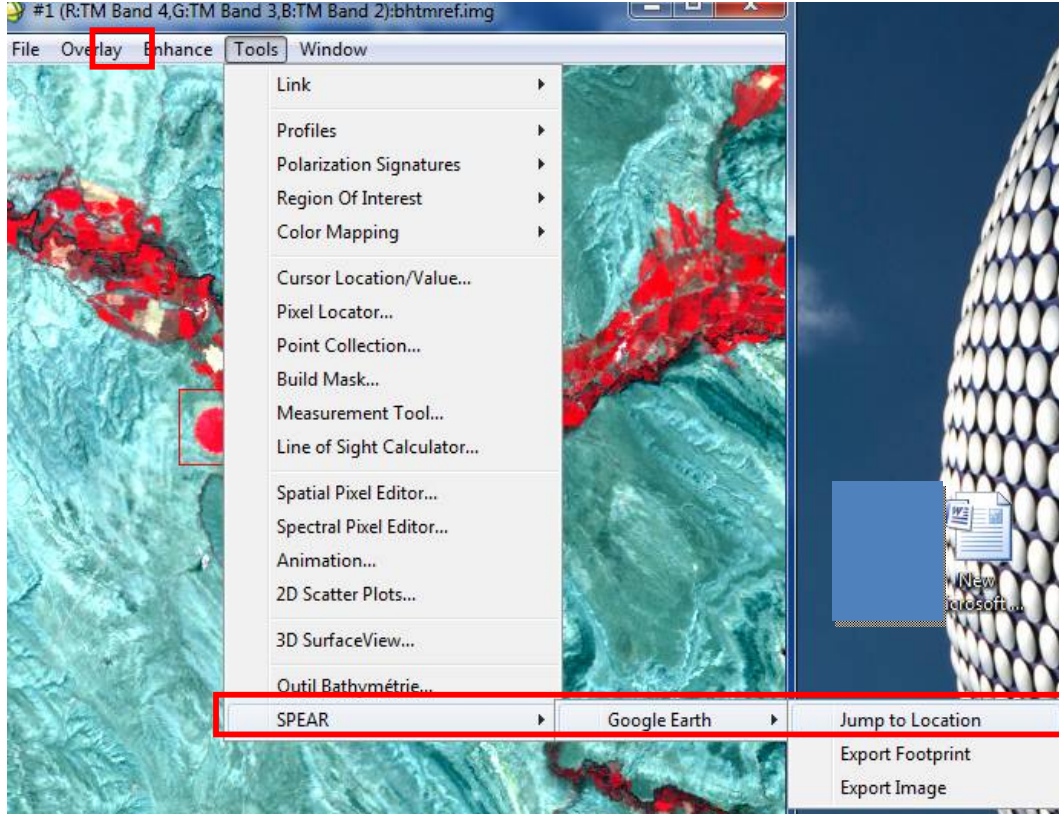 #1 (R:TM Band 4,G:TM Band 3,B:TM Band 2):bhtmref.img
File Overlay Enhance Tools Window
Link
Profiles
Polarization Signatures
Region Of Interest
Color Mapping
Cursor Location/Value...
Pixel Locator...
Point Collection...
Build Mask...
Measurement Tool...
Line of Sight Calculator...
Spatial Pixel Editor...
Spectral Pixel Editor...
Animation...
2D Scatter Plots...
3D SurfaceView...
Outil Bathymétrie...
SPEAR Google Earth Jump to Location
Export Footprint
Export Image
New
icrosoft ...